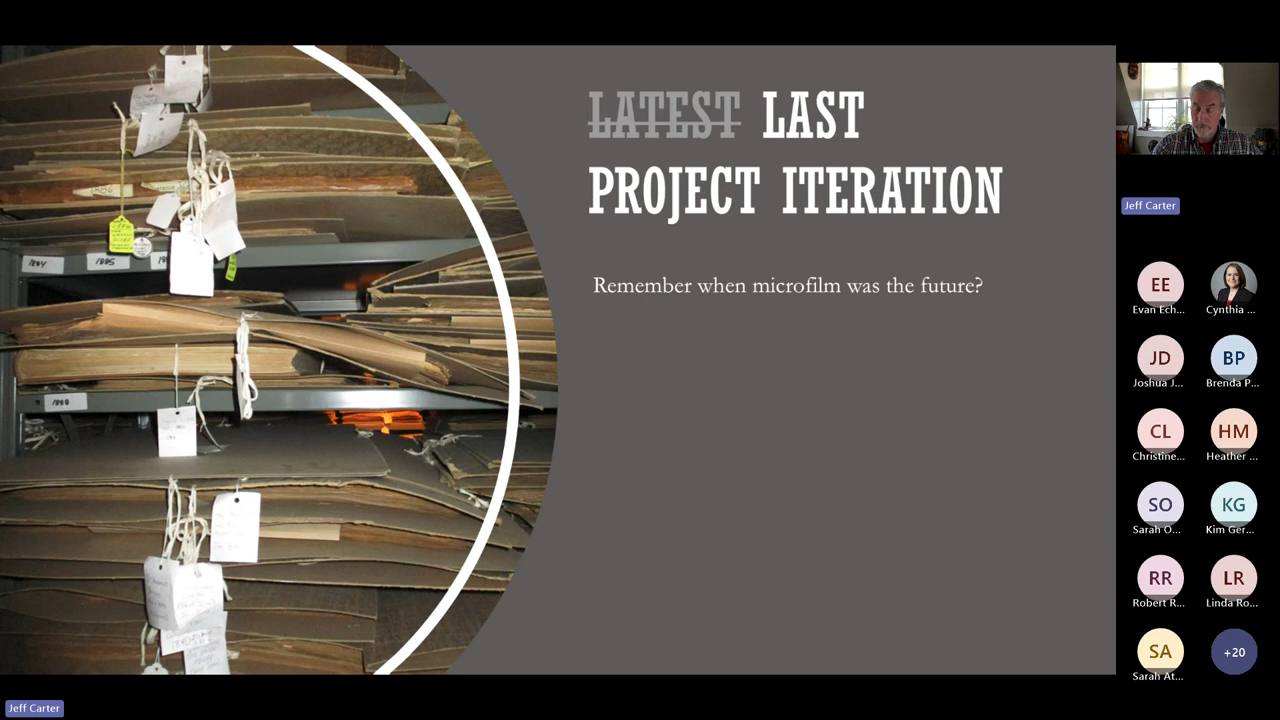 LATEST LAST
PROJECT ITERATION
Remember when microfilm was the future?
1884
1885
Jeff Carter
EE
Evan Ech...
Cynthia ...
JD
Joshua J...
BP
Brenda P...
CL
Christine...
HM
Heather ...
SO
Sarah O...
KG
Kim Ger...
RR
Robert R...
LR
Linda Ro...
SA
Sarah At...
+20
Jeff Carter